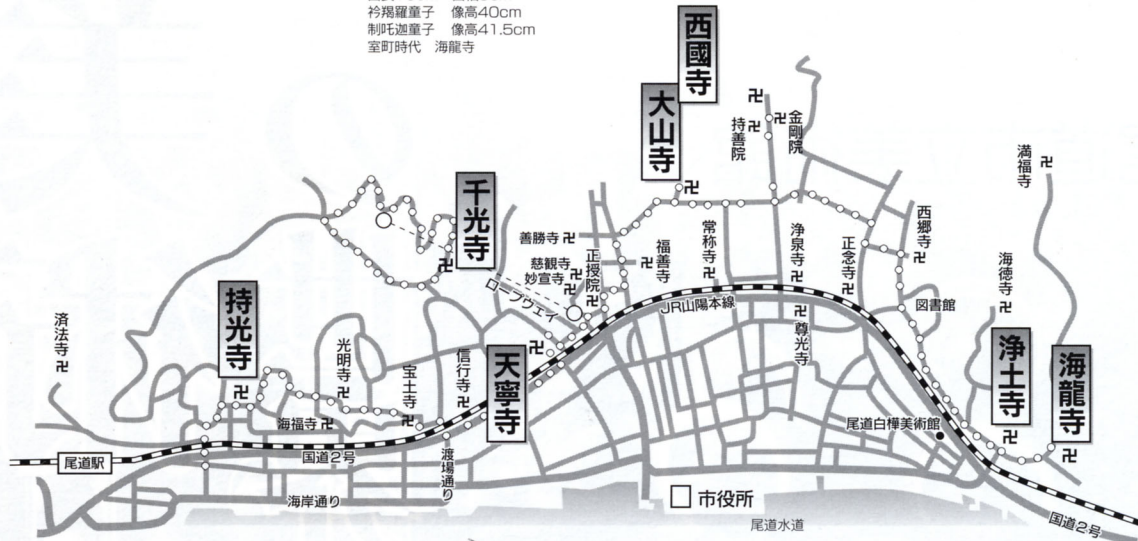 衿羯羅童子　像高40cm
制吒迦童子　像高41.5cm
室町時代　海龍寺
西國寺
大山寺
持善院
金剛院
満福寺
千光寺
善勝寺
慈観寺
妙宣寺
正授院
福善寺
常称寺
浄泉寺
正念寺
西郷寺
海徳寺
図書館
ロープウェイ
JR山陽本線
尊光寺
済法寺
持光寺
光明寺
宝土寺
信行寺
天寧寺
浄土寺
海龍寺
海福寺
尾道白樺美術館
尾道駅
国道2号
渡場通り
海岸通り
市役所
尾道水道
国道2号